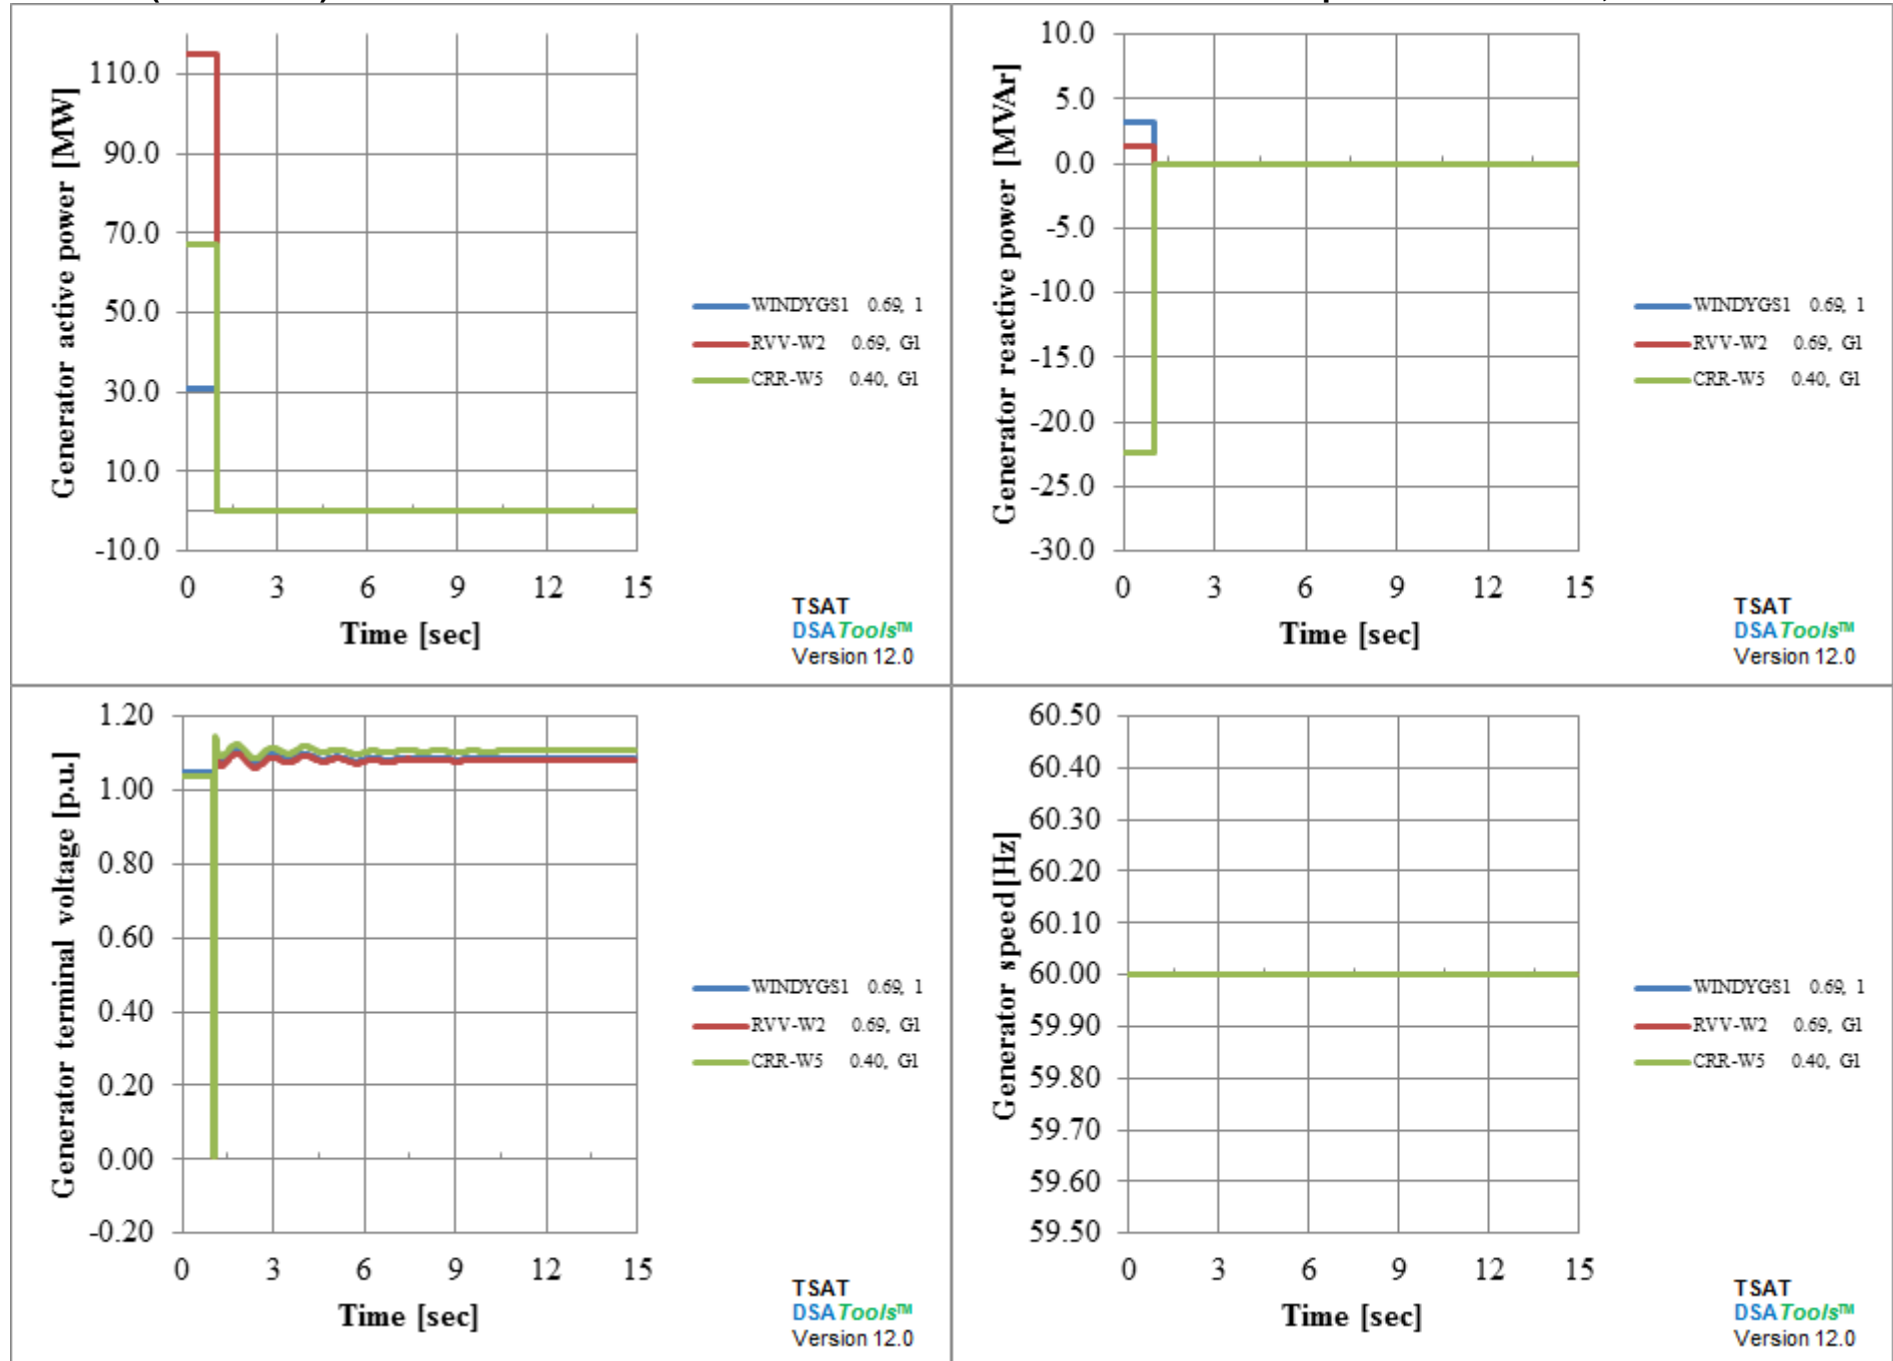 Generator active power [MW]
110.0
90.0
70.0
50.0
30.0
10.0
-10.0
0 3 6 9 12 15
Time [sec]
WINDYGS1 0.69, 1
RVV-W2 0.69, G1
CRR-W5 0.40, G1
TSAT
DSATools™
Version 12.0
Generator reactive power [MVAr]
10.0
5.0
0.0
-5.0
-10.0
-15.0
-20.0
-25.0
-30.0
0 3 6 9 12 15
Time [sec]
WINDYGS1 0.69, 1
RVV-W2 0.69, G1
CRR-W5 0.40, G1
TSAT
DSATools™
Version 12.0
Generator terminal voltage [p.u.]
1.20
1.00
0.80
0.60
0.40
0.20
0.00
-0.20
0 3 6 9 12 15
Time [sec]
WINDYGS1 0.69, 1
RVV-W2 0.69, G1
CRR-W5 0.40, G1
TSAT
DSATools™
Version 12.0
Generator speed[Hz]
60.50
60.40
60.30
60.20
60.10
60.00
59.90
59.80
59.70
59.60
59.50
0 3 6 9 12 15
Time [sec]
WINDYGS1 0.69, 1
RVV-W2 0.69, G1
CRR-W5 0.40, G1
TSAT
DSATools™
Version 12.0